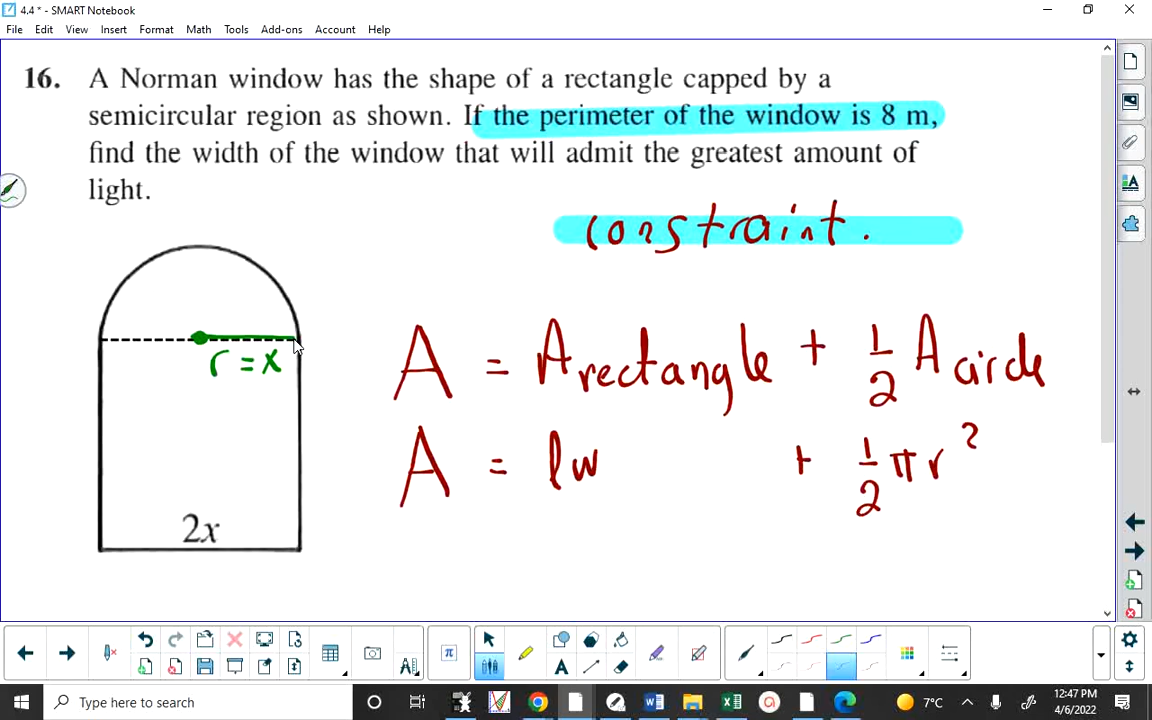 4.4 * - SMART Notebook
File Edit View Insert Format Math Tools Add-ons Account Help
16. A Norman window has the shape of a rectangle capped by a
semicircular region as shown. If the perimeter of the window is 8 m,
find the width of the window that will admit the greatest amount of
light.
constraint.
r = x
A = A rectangle + 1/2 A circle
A = lw + 1/2 πr²
2x
π
Type here to search
7°C
12:47 PM
4/6/2022